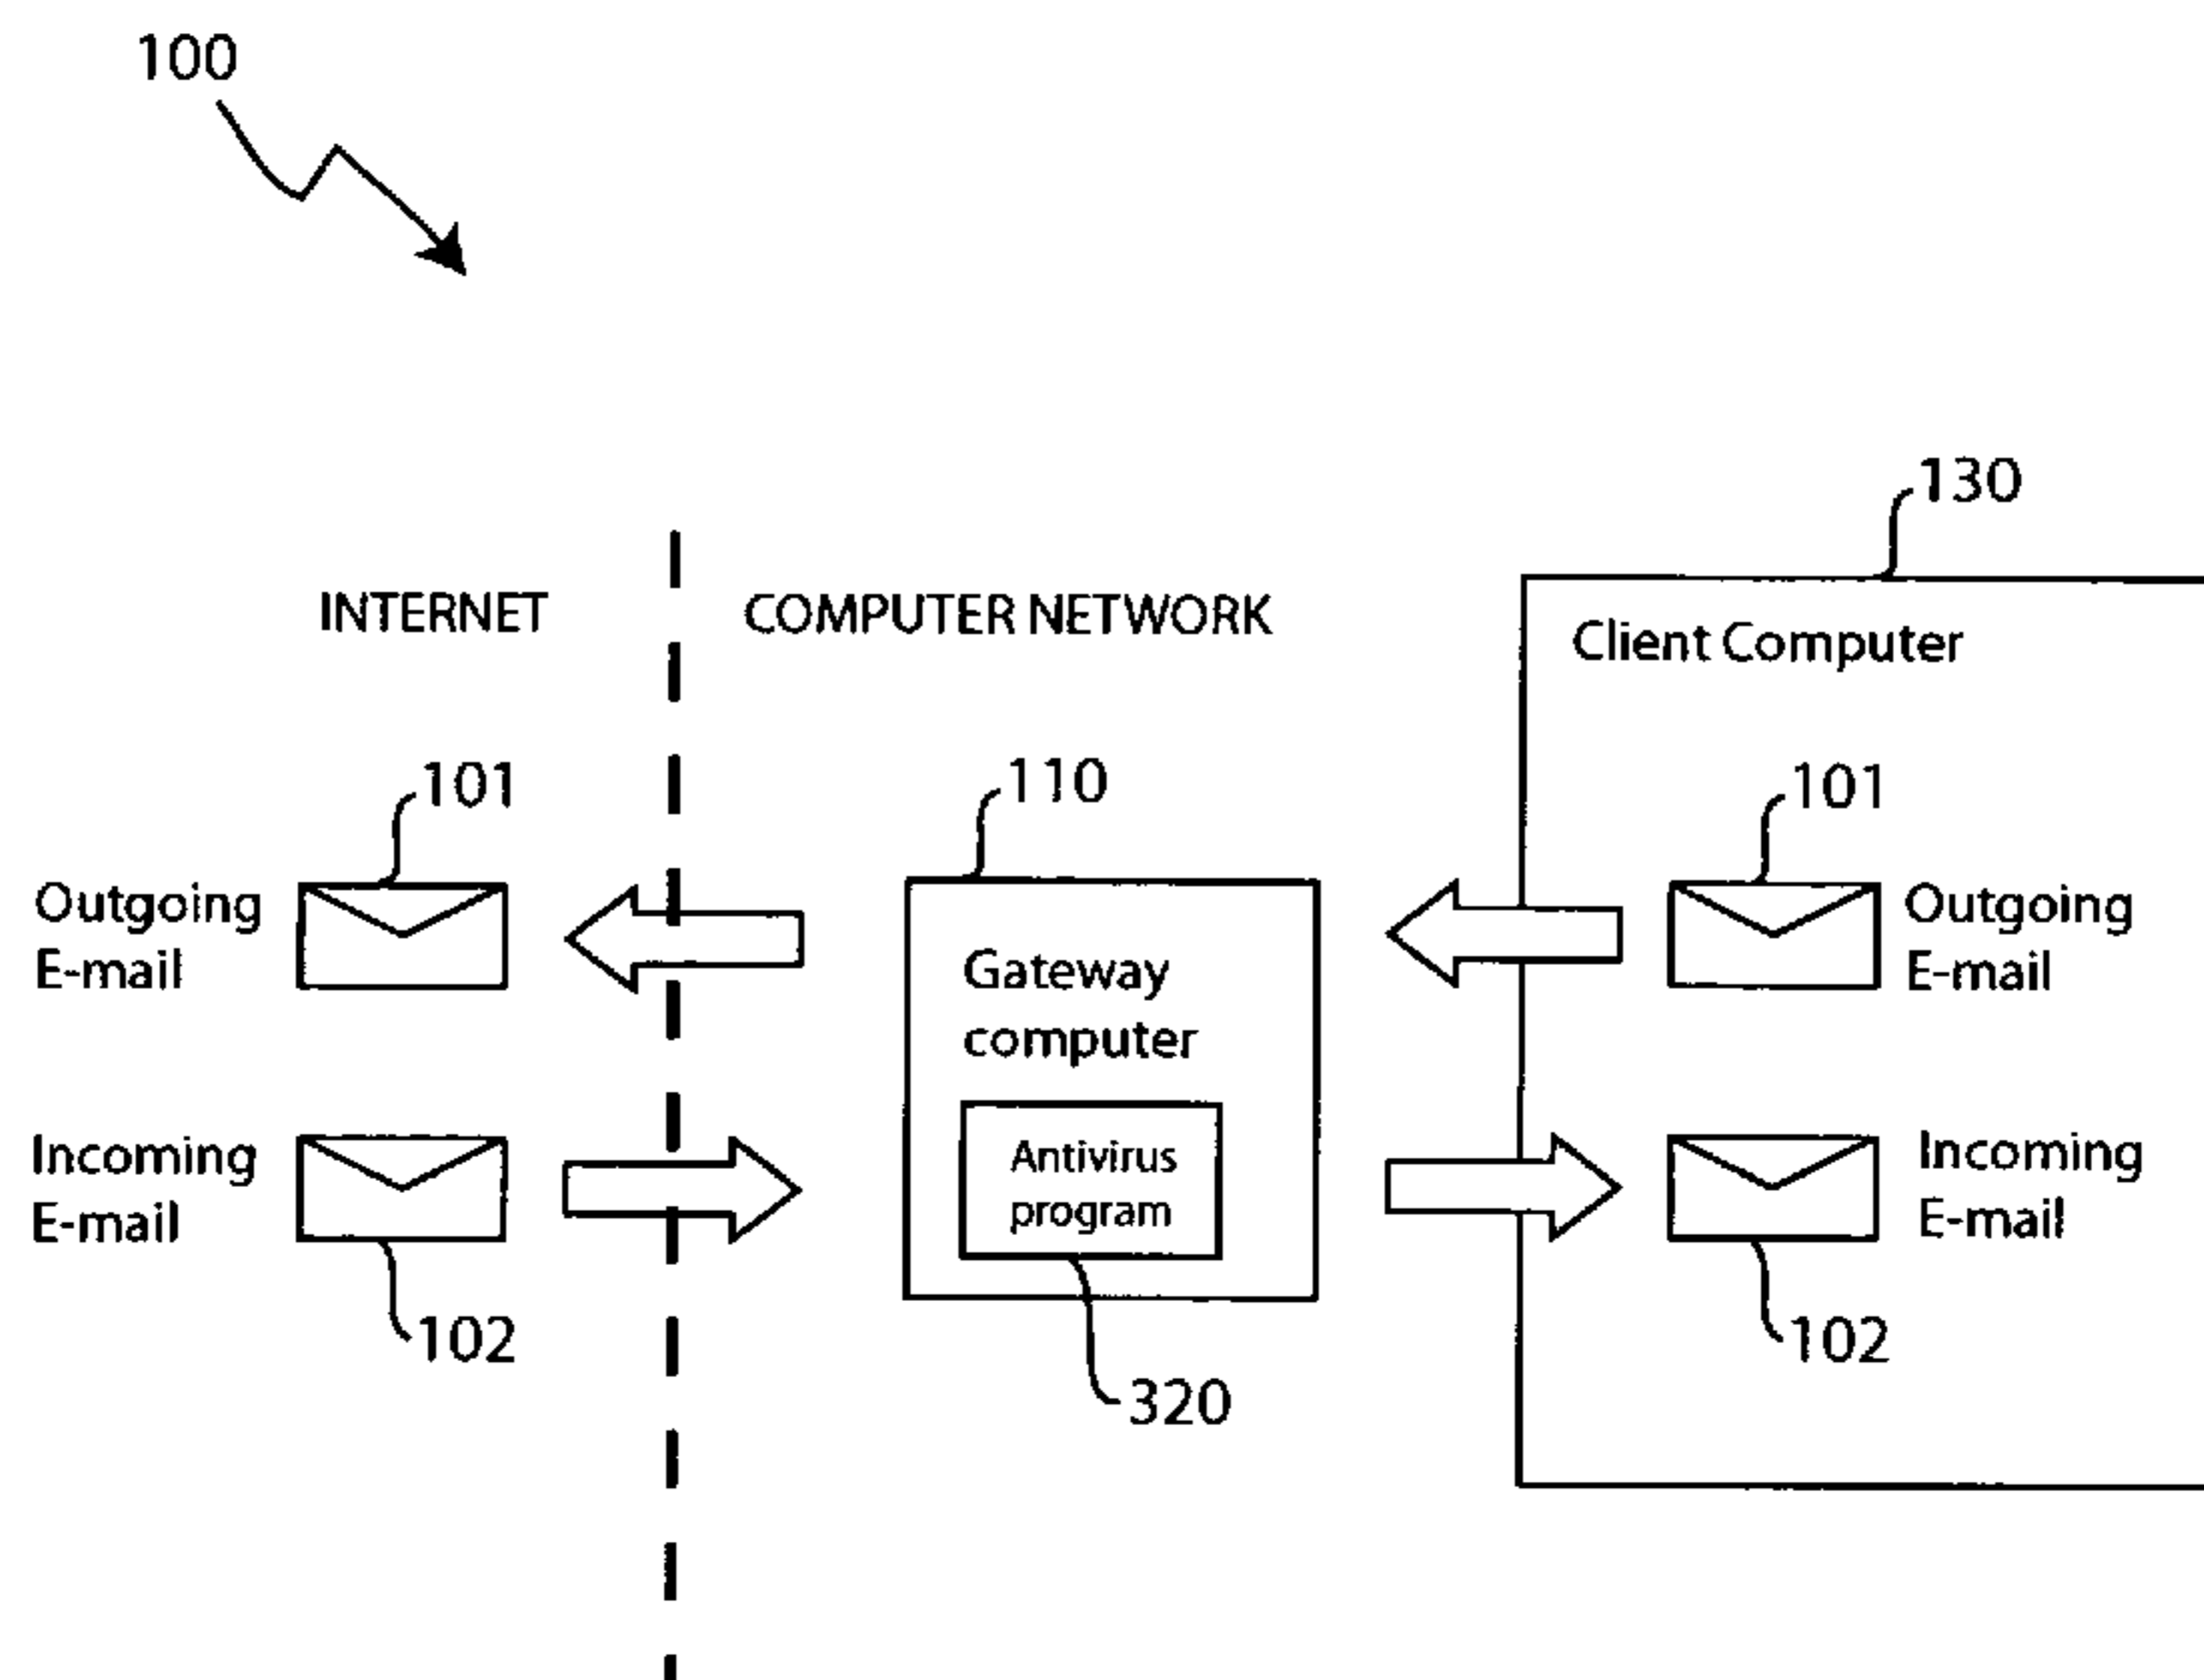 100
130
INTERNET
COMPUTER NETWORK
Client Computer
101
110
101
Outgoing
E-mail
Gateway
computer
Outgoing
E-mail
Incoming
E-mail
Antivirus
program
Incoming
E-mail
102
320
102